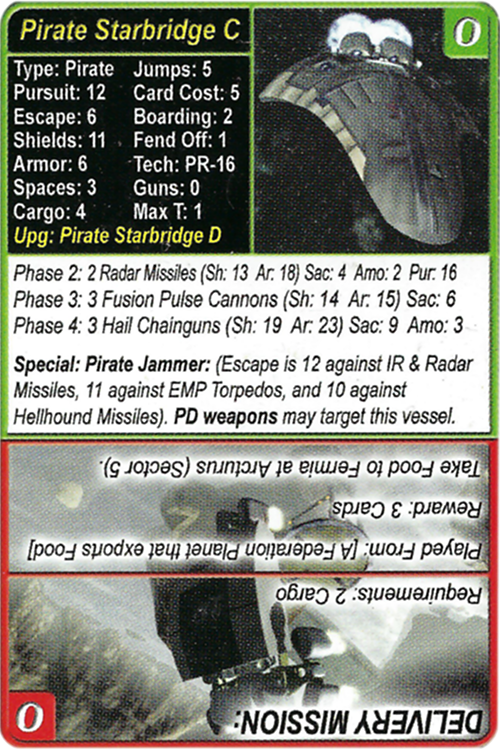 Pirate Starbridge C
0
Type: Pirate Jumps: 5
Pursuit: 12 Card Cost: 5
Escape: 6 Boarding: 2
Shields: 11 Fend Off: 1
Armor: 6 Tech: PR-16
Spaces: 3 Guns: 0
Cargo: 4 Max T: 1
Upg: Pirate Starbridge D
Phase 2: 2 Radar Missiles (Sh: 13 Ar: 18) Sac: 4 Amo: 2 Pur: 16
Phase 3: 3 Fusion Pulse Cannons (Sh: 14 Ar: 15) Sac: 6
Phase 4: 3 Hail Chainguns (Sh: 19 Ar: 23) Sac: 9 Amo: 3
Special: Pirate Jammer: (Escape is 12 against IR & Radar
Missiles, 11 against EMP Torpedos, and 10 against
Hellhound Missiles). PD weapons may target this vessel.
DELIVERY MISSION:
0
Requirements: 2 Cargo
Played From: [A Federation Planet that exports Food]
Reward: 3 Cards
Take Food to Fermia at Arcturus (Sector 5).